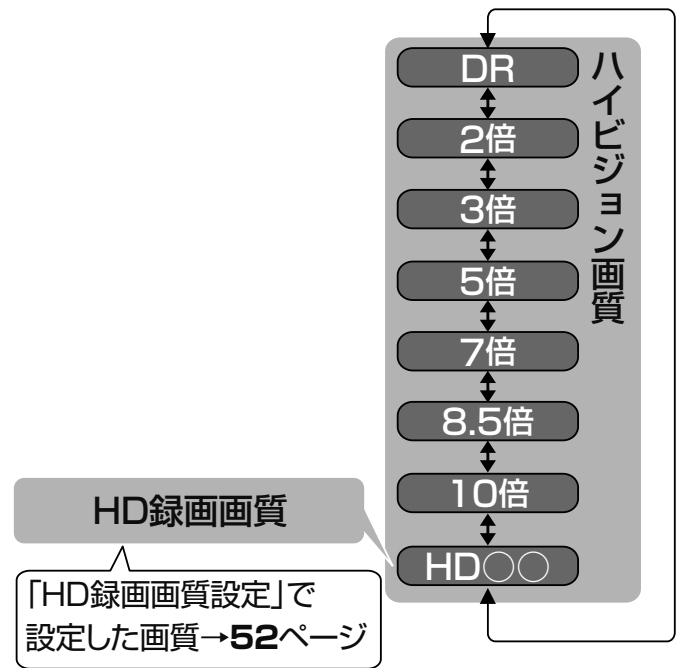 DR
2倍
3倍
5倍
7倍
8.5倍
10倍
HD○○
ハイビジョン画質
HD録画画質
「HD録画画質設定」で
設定した画質→52ページ